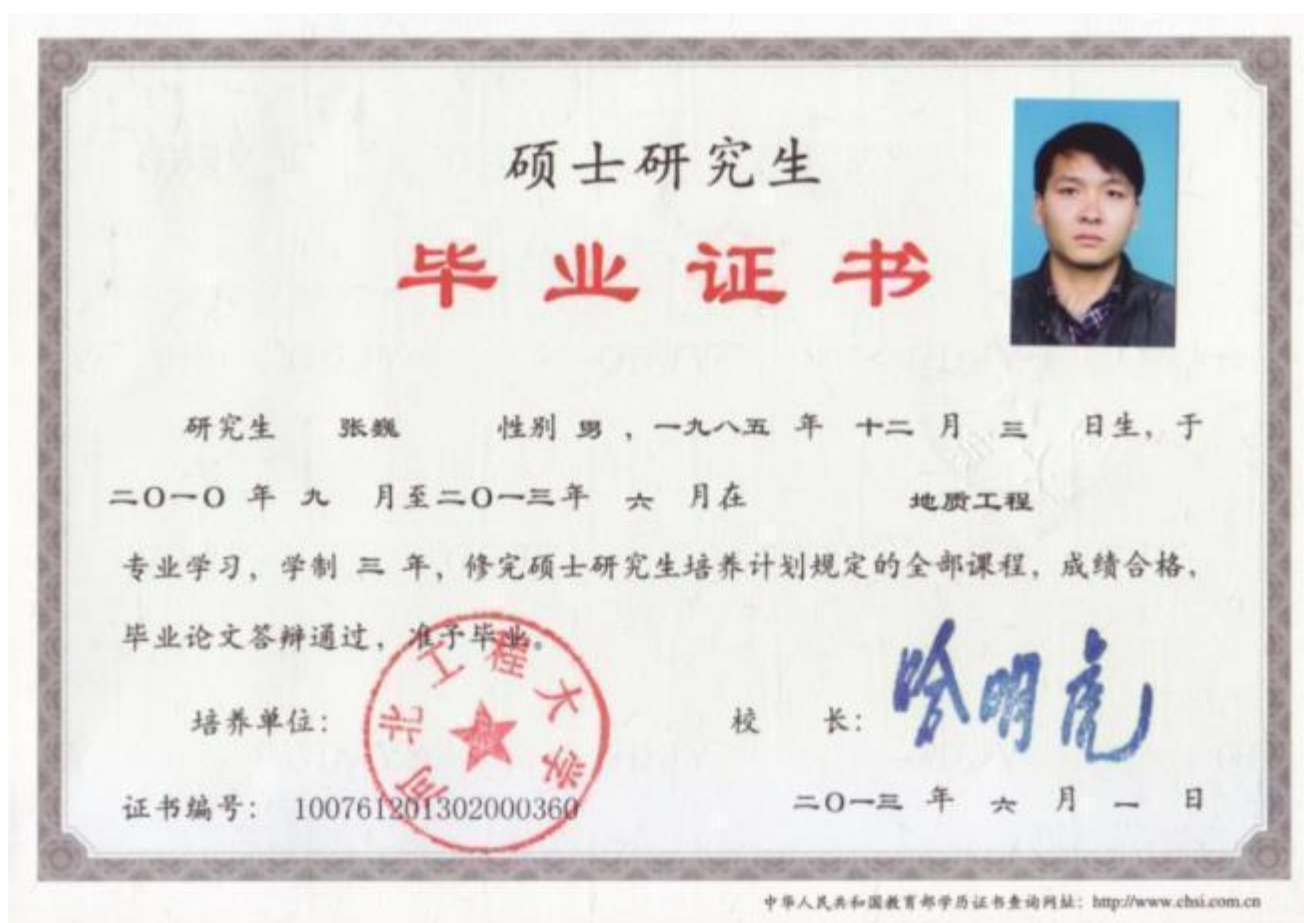 硕士研究生
毕业证书
研究生 张巍 性别 男 ，一九八五 年 十二 月 三 日生，于
二O一O 年 九 月至二O一三年 六 月在 地质工程
专业学习，学制 三 年，修完硕士研究生培养计划规定的全部课程，成绩合格，
毕业论文答辩通过，准予毕业。
河北工程大学
培养单位： 校 长：哈明虎
证书编号： 100761201302000360 二O一三 年 六 月 一 日
中华人民共和国教育部学历证书查询网址：http://www.chsi.com.cn